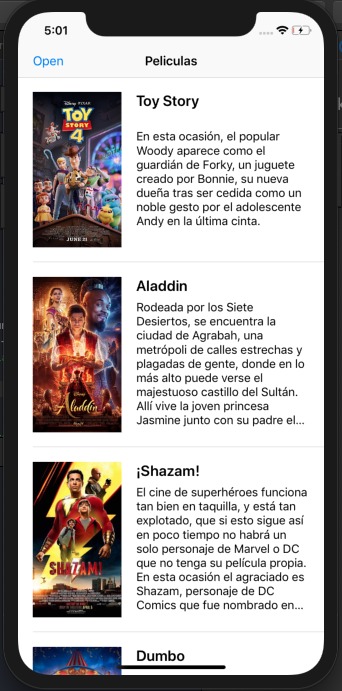 5:01
Open
Peliculas
Disney PIXAR
TOY
STORY
4
JUNE 21
Toy Story
En esta ocasión, el popular
Woody aparece como el
guardián de Forky, un juguete
creado por Bonnie, su nueva
dueña tras ser cedida como un
noble gesto por el adolescente
Andy en la última cinta.
Disney
Aladdin
Aladdin
Rodeada por los Siete
Desiertos, se encuentra la
ciudad de Agrabah, una
metrópoli de calles estrechas y
plagadas de gente, donde en lo
más alto puede verse el
majestuoso castillo del Sultán.
Allí vive la joven princesa
Jasmine junto con su padre el...
SHAZAM!
¡Shazam!
El cine de superhéroes funciona
tan bien en taquilla, y está tan
explotado, que si esto sigue así
en poco tiempo no habrá un
solo personaje de Marvel o DC
que no tenga su película propia.
En esta ocasión el agraciado es
Shazam, personaje de DC
Comics que fue nombrado en...
Dumbo